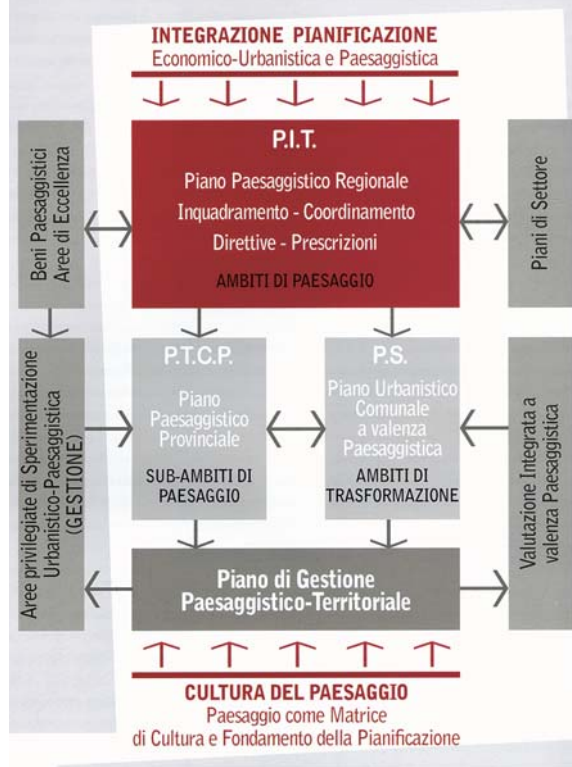 INTEGRAZIONE PIANIFICAZIONE
Economico-Urbanistica e Paesaggistica
P.I.T.
Piano Paesaggistico Regionale
Inquadramento - Coordinamento
Direttive - Prescrizioni
AMBITI DI PAESAGGIO
Beni Paesaggistici
Aree di Eccellenza
Piani di Settore
P.T.C.P.
Piano
Paesaggistico
Provinciale
SUB-AMBITI DI
PAESAGGIO
P.S.
Piano Urbanistico
Comunale
a valenza
Paesaggistica
AMBITI DI
TRASFORMAZIONE
Aree privilegiate di Sperimentazione
Urbanistico-Paesaggistica
(GESTIONE)
Valutazione Integrata a
valenza Paesaggistica
Piano di Gestione
Paesaggistico-Territoriale
CULTURA DEL PAESAGGIO
Paesaggio come Matrice
di Cultura e Fondamento della Pianificazione